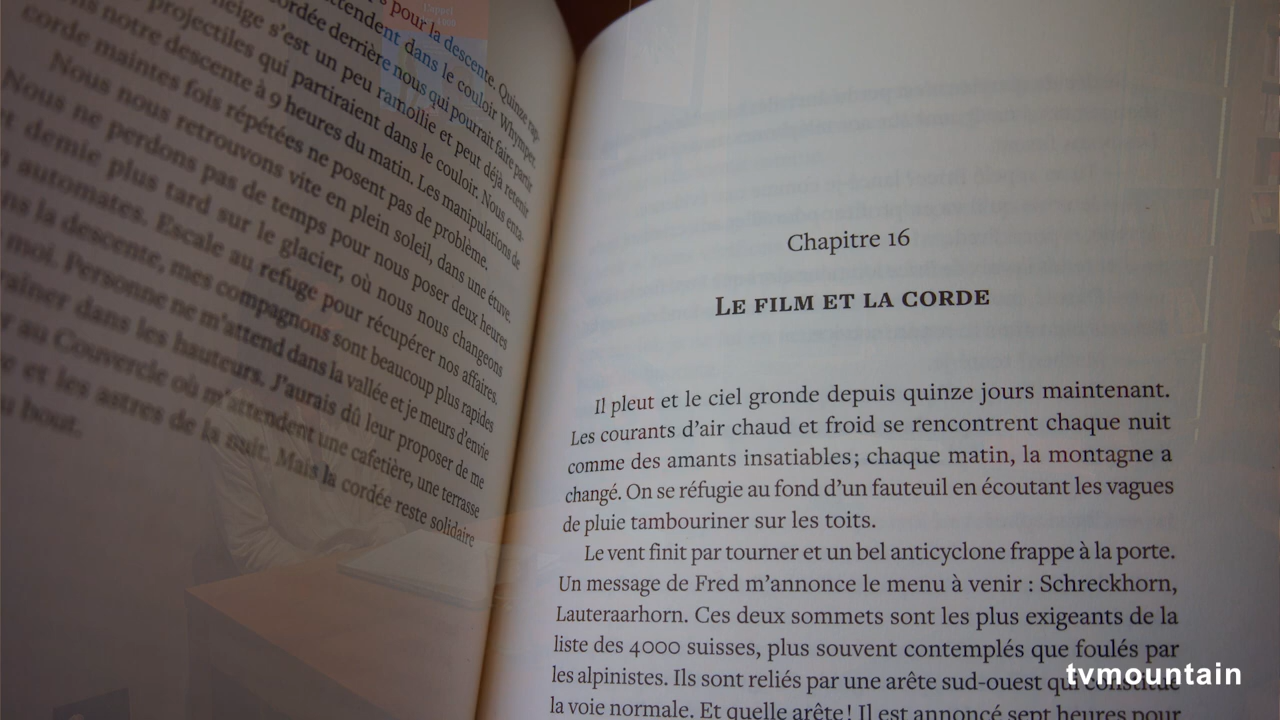 s pour la descente. Quinze rap-
ttendent dans le couloir Whymper.
ordée derrière nous qui pourrait faire partir
neige s'est un peu ramollie et peut déjà retenir
projectiles qui partiraient dans le couloir. Nous enta-
ns notre descente à 9 heures du matin. Les manipulations de
corde maintes fois répétées ne posent pas de problème.
Nous nous retrouvons vite en plein soleil, dans une étuve.
Nous ne perdons pas de temps pour nous poser deux heures
t demie plus tard sur le glacier, où nous nous changeons
automates. Escale au refuge pour récupérer nos affaires.
ns la descente, mes compagnons sont beaucoup plus rapides
moi. Personne ne m'attend dans la vallée et je meurs d'envie
rainer dans les hauteurs. J'aurais dû leur proposer de me
r au Couvercle où m'attendent une cafetière, une terrasse
e et les astres de la nuit. Mais la cordée reste solidaire
u bout.
Chapitre 16
LE FILM ET LA CORDE
Il pleut et le ciel gronde depuis quinze jours maintenant.
Les courants d'air chaud et froid se rencontrent chaque nuit
comme des amants insatiables ; chaque matin, la montagne a
changé. On se réfugie au fond d'un fauteuil en écoutant les vagues
de pluie tambouriner sur les toits.
Le vent finit par tourner et un bel anticyclone frappe à la porte.
Un message de Fred m'annonce le menu à venir : Schreckhorn,
Lauteraarhorn. Ces deux sommets sont les plus exigeants de la
liste des 4000 suisses, plus souvent contemplés que foulés par
les alpinistes. Ils sont reliés par une arête sud-ouest qui constitue
la voie normale. Et quelle arête ! Il est annoncé sept heures pour
tvmountain